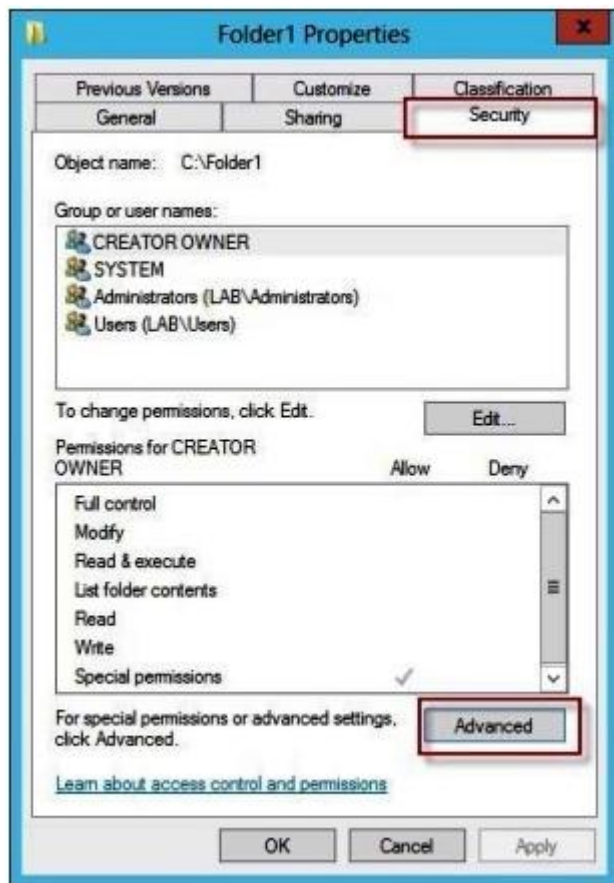 Folder1 Properties
Previous Versions Customize Classification
General Sharing Security
Object name: C:\Folder1
Group or user names:
CREATOR OWNER
SYSTEM
Administrators (LAB\Administrators)
Users (LAB\Users)
To change permissions, click Edit.
Edit...
Permissions for CREATOR
OWNER Allow Deny
Full control
Modify
Read & execute
List folder contents
Read
Write
Special permissions
For special permissions or advanced settings,
click Advanced.
Advanced
Learn about access control and permissions
OK Cancel Apply